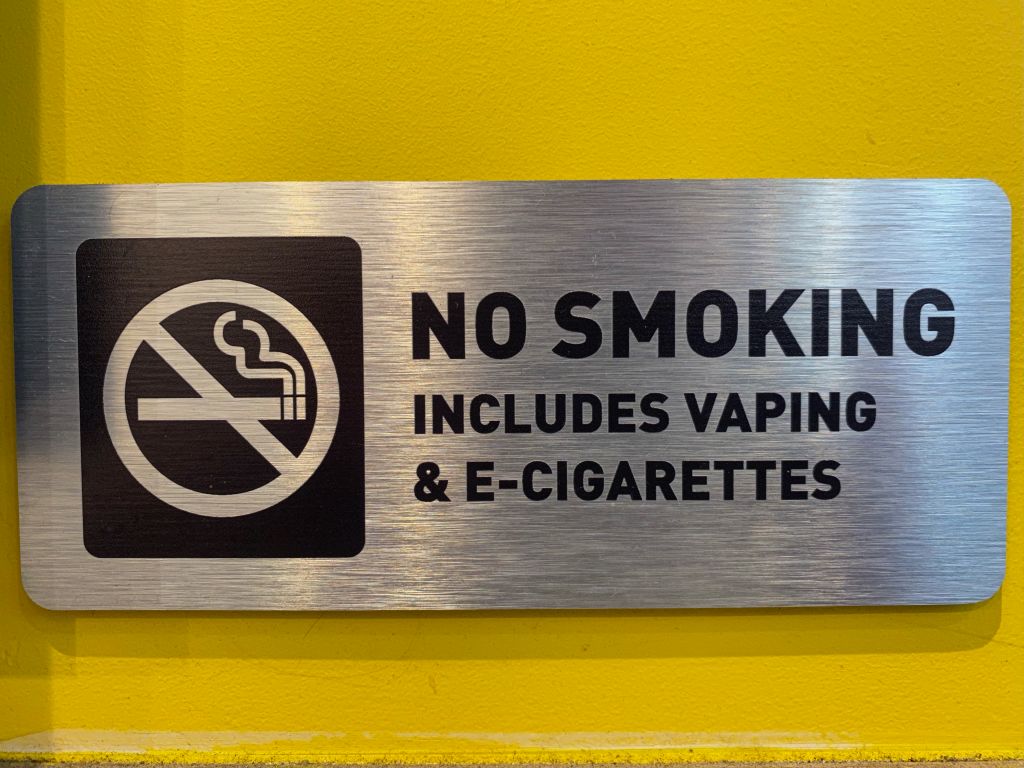 NO SMOKING
INCLUDES VAPING
& E-CIGARETTES